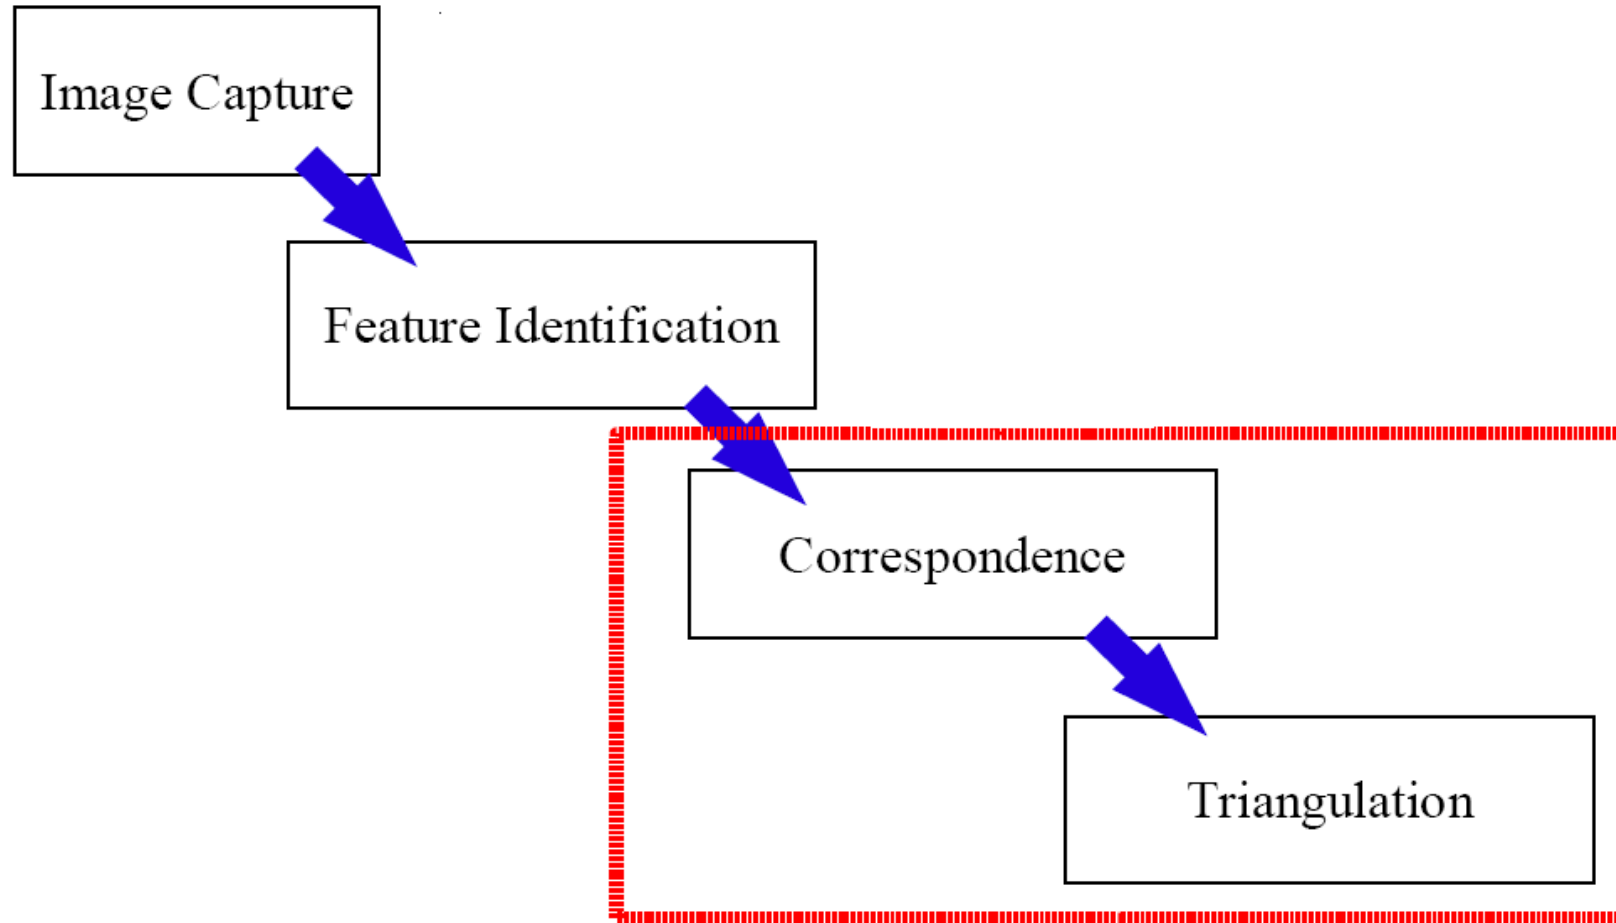 Image Capture
Feature Identification
Correspondence
Triangulation